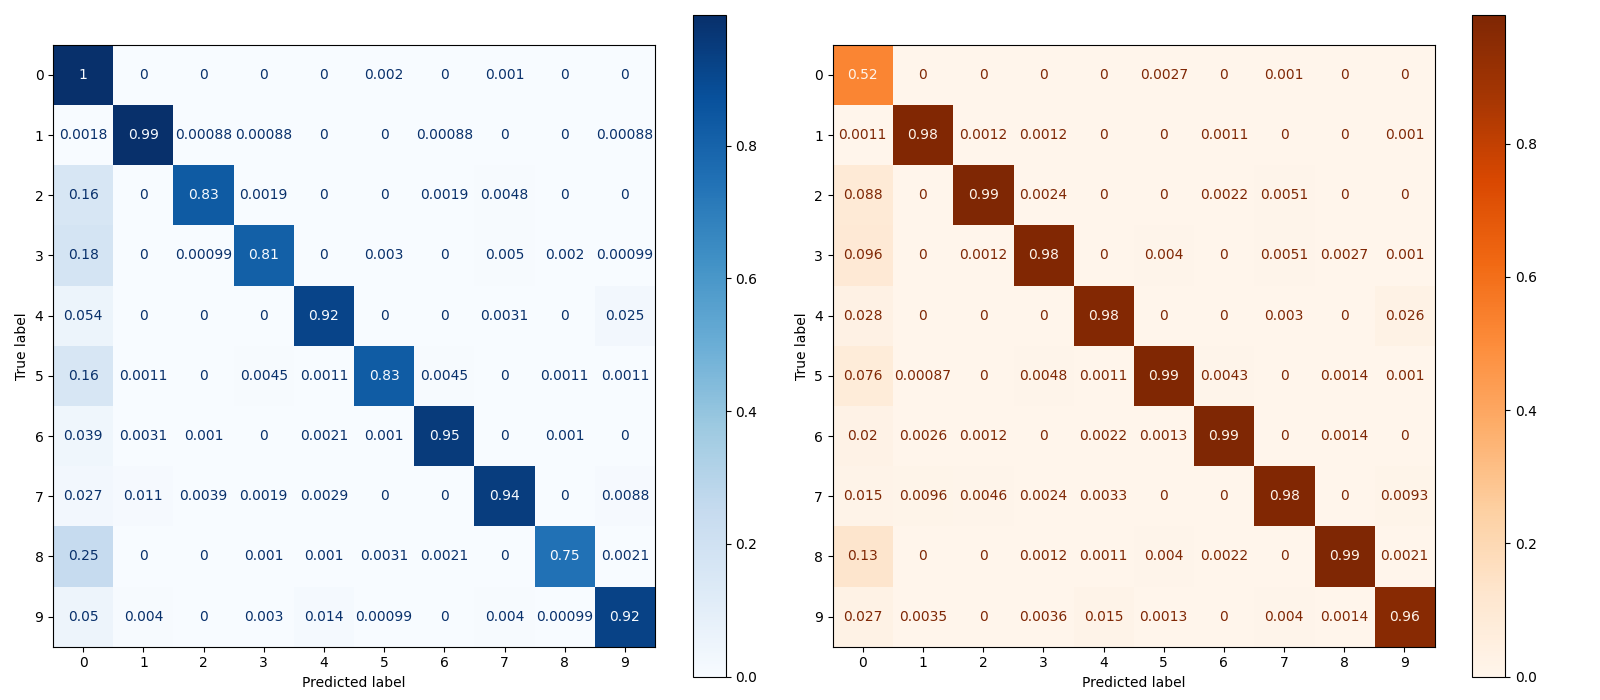 0 1 0 0 0 0 0.002 0 0.001 0 0
1 0.0018 0.99 0.00088 0.00088 0 0 0.00088 0 0 0.00088
2 0.16 0 0.83 0.0019 0 0 0.0019 0.0048 0 0
3 0.18 0 0.00099 0.81 0 0.003 0 0.005 0.002 0.00099
4 0.054 0 0 0 0.92 0 0 0.0031 0 0.025
5 0.16 0.0011 0 0.0045 0.0011 0.83 0.0045 0 0.0011 0.0011
6 0.039 0.0031 0.001 0 0.0021 0.001 0.95 0 0.001 0
7 0.027 0.011 0.0039 0.0019 0.0029 0 0 0.94 0 0.0088
8 0.25 0 0 0.001 0.001 0.0031 0.0021 0 0.75 0.0021
9 0.05 0.004 0 0.003 0.014 0.00099 0 0.004 0.00099 0.92
0 1 2 3 4 5 6 7 8 9
Predicted label
True label
0.8
0.6
0.4
0.2
0.0
0 0.52 0 0 0 0 0.0027 0 0.001 0 0
1 0.0011 0.98 0.0012 0.0012 0 0 0.0011 0 0 0.001
2 0.088 0 0.99 0.0024 0 0 0.0022 0.0051 0 0
3 0.096 0 0.0012 0.98 0 0.004 0 0.0051 0.0027 0.001
4 0.028 0 0 0 0.98 0 0 0.003 0 0.026
5 0.076 0.00087 0 0.0048 0.0011 0.99 0.0043 0 0.0014 0.001
6 0.02 0.0026 0.0012 0 0.0022 0.0013 0.99 0 0.0014 0
7 0.015 0.0096 0.0046 0.0024 0.0033 0 0 0.98 0 0.0093
8 0.13 0 0 0.0012 0.0011 0.004 0.0022 0 0.99 0.0021
9 0.027 0.0035 0 0.0036 0.015 0.0013 0 0.004 0.0014 0.96
0 1 2 3 4 5 6 7 8 9
Predicted label
True label
0.8
0.6
0.4
0.2
0.0